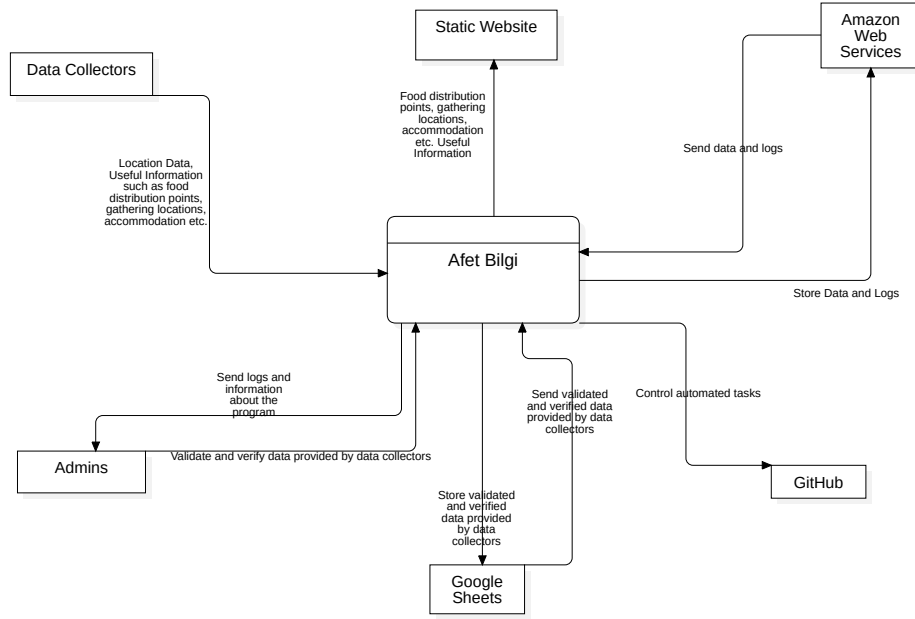 Static Website
Amazon
Web
Services
Data Collectors
Food distribution
points, gathering
locations,
accommodation
etc. Useful
Information
Send data and logs
Location Data,
Useful Information
such as food
distribution points,
gathering locations,
accommodation etc.
Afet Bilgi
Store Data and Logs
Send logs and
information
about the
program
Send validated
and verified data
provided by data
collectors
Control automated tasks
Validate and verify data provided by data collectors
Admins
GitHub
Store validated
and verified
data provided
by data
collectors
Google
Sheets